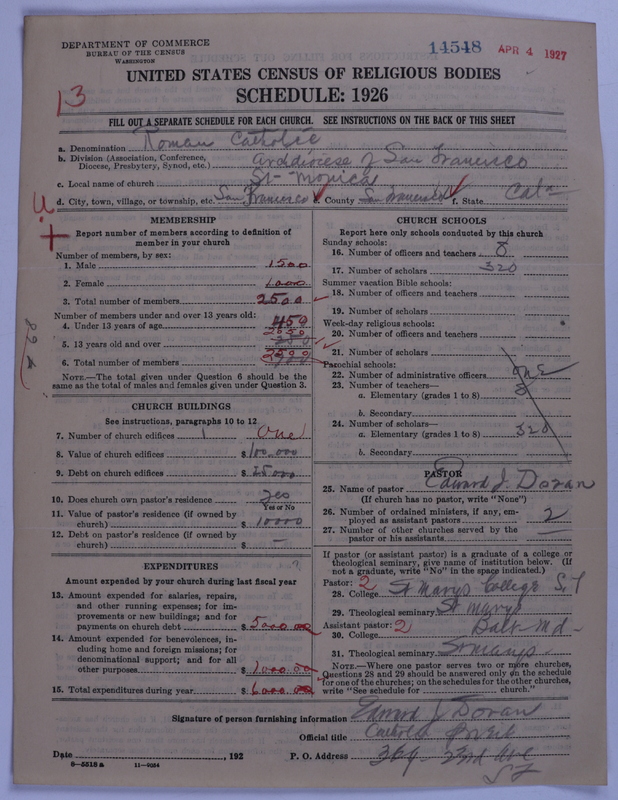 DEPARTMENT OF COMMERCE
BUREAU OF THE CENSUS
WASHINGTON
14548 APR 4 1927
UNITED STATES CENSUS OF RELIGIOUS BODIES
SCHEDULE: 1926
13
FILL OUT A SEPARATE SCHEDULE FOR EACH CHURCH. SEE INSTRUCTIONS ON THE BACK OF THIS SHEET
a. Denomination Roman Catholic
b. Division (Association, Conference, Diocese, Presbytery, Synod, etc.) Archdiocese of San Francisco
c. Local name of church St- Monica
d. City, town, village, or township, etc. San Francisco e. County San Francisco f. State Cal
MEMBERSHIP
Report number of members according to definition of member in your church
Number of members, by sex:
1. Male 1500
2. Female 1000
3. Total number of members 2500
Number of members under and over 13 years old:
4. Under 13 years of age 450
5. 13 years old and over 2050
6. Total number of members 2500
NOTE.—The total given under Question 6 should be the same as the total of males and females given under Question 3.
CHURCH BUILDINGS
See instructions, paragraphs 10 to 12
7. Number of church edifices 1 One
8. Value of church edifices $ 100,000
9. Debt on church edifices $ 25000
10. Does church own pastor's residence yes
Yes or No
11. Value of pastor's residence (if owned by church) $ 10000
12. Debt on pastor's residence (if owned by church) $ —
EXPENDITURES
Amount expended by your church during last fiscal year
13. Amount expended for salaries, repairs, and other running expenses; for improvements or new buildings; and for payments on church debt $ 5000.00
14. Amount expended for benevolences, including home and foreign missions; for denominational support; and for all other purposes $ 1000.00
15. Total expenditures during year $ 6000.00
CHURCH SCHOOLS
Report here only schools conducted by this church
Sunday schools:
16. Number of officers and teachers 8
17. Number of scholars 320
Summer vacation Bible schools:
18. Number of officers and teachers
19. Number of scholars
Week-day religious schools:
20. Number of officers and teachers
21. Number of scholars
Parochial schools:
22. Number of administrative officers one
23. Number of teachers—
a. Elementary (grades 1 to 8) 8
b. Secondary
24. Number of scholars—
a. Elementary (grades 1 to 8) 320
b. Secondary
PASTOR
25. Name of pastor Edward J. Doran
(If church has no pastor, write "None")
26. Number of ordained ministers, if any, employed as assistant pastors 2
27. Number of other churches served by the pastor or his assistants —
If pastor (or assistant pastor) is a graduate of a college or theological seminary, give name of institution below. (If not a graduate, write "No" in the space indicated.)
Pastor: 2
28. College St Marys College S.F
29. Theological seminary St Marys
Assistant pastor: 2 Balt. Md-
30. College
31. Theological seminary St Marys
NOTE.—Where one pastor serves two or more churches, Questions 28 and 29 should be answered only on the schedule for one of the churches; on the schedules for the other churches, write "See schedule for church."
Signature of person furnishing information Edward J. Doran
Official title Catholic Priest
Date , 192 P. O. Address 366- 23rd Ave
S F
8—5518 a 11—9084